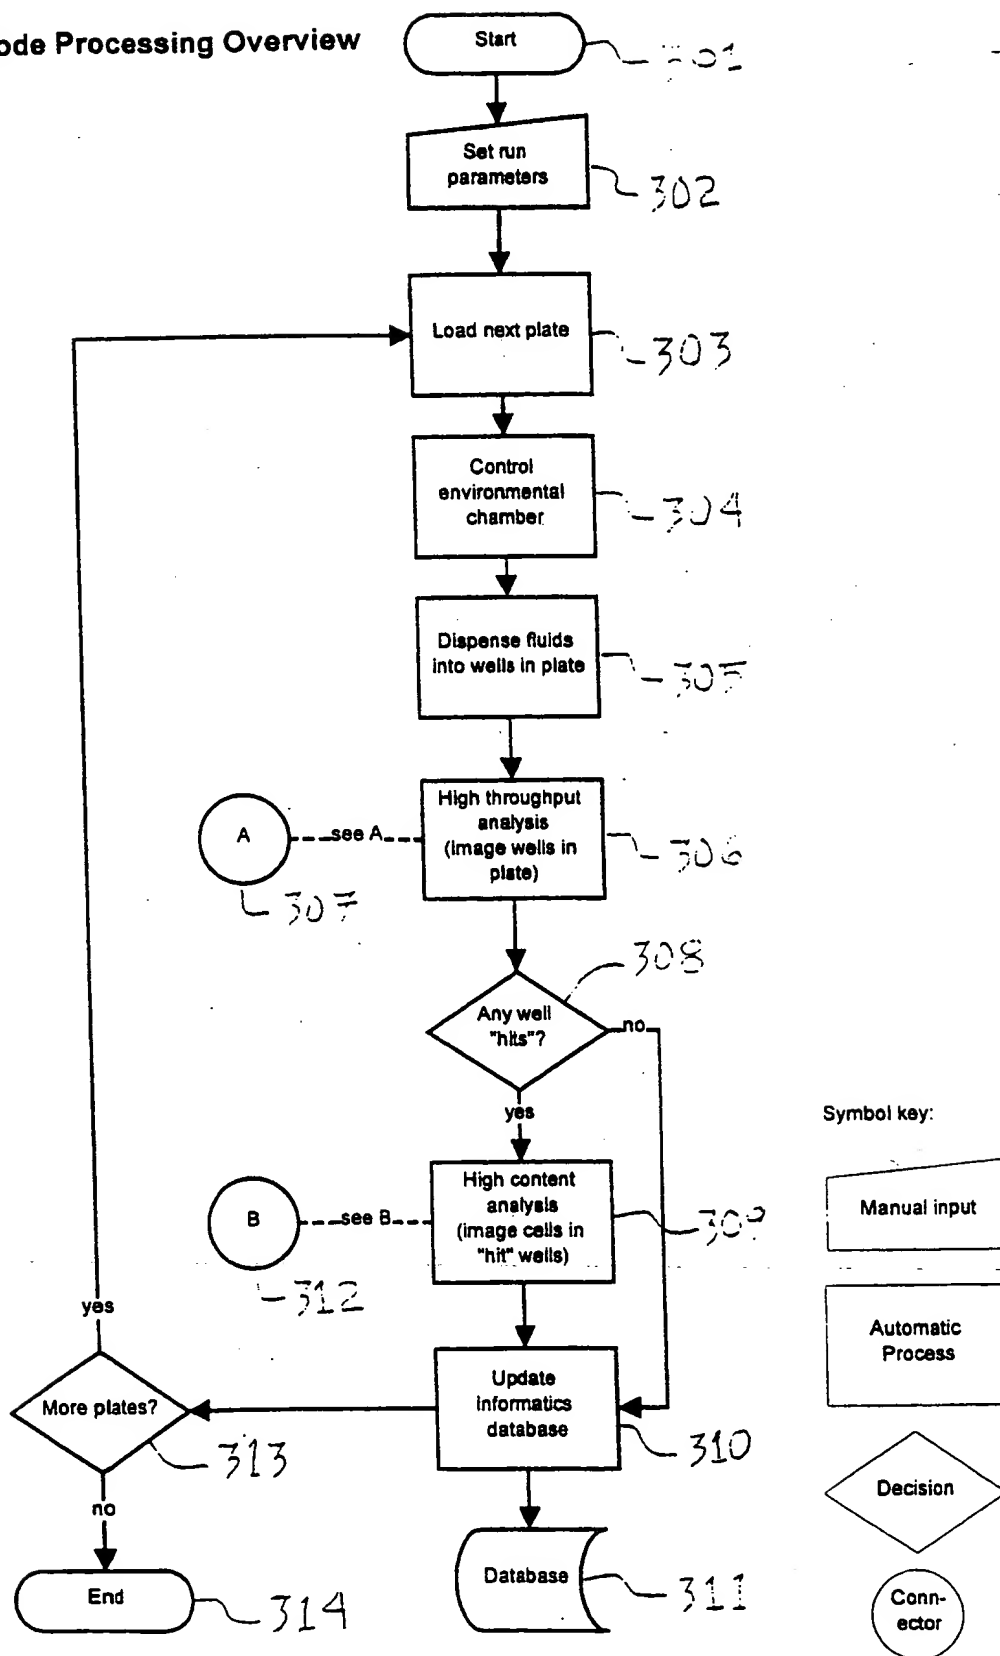 ode Processing Overview
Start
301
Set run
parameters
302
Load next plate
303
Control
environmental
chamber
304
Dispense fluids
into wells in plate
305
High throughput
analysis
(image wells in
plate)
306
A
see A
307
308
Any well
"hits"?
no
yes
High content
analysis
(image cells in
"hit" wells)
309
B
see B
312
Update
informatics
database
310
yes
More plates?
313
no
End
314
Database
311
Symbol key:
Manual input
Automatic
Process
Decision
Conn-
ector